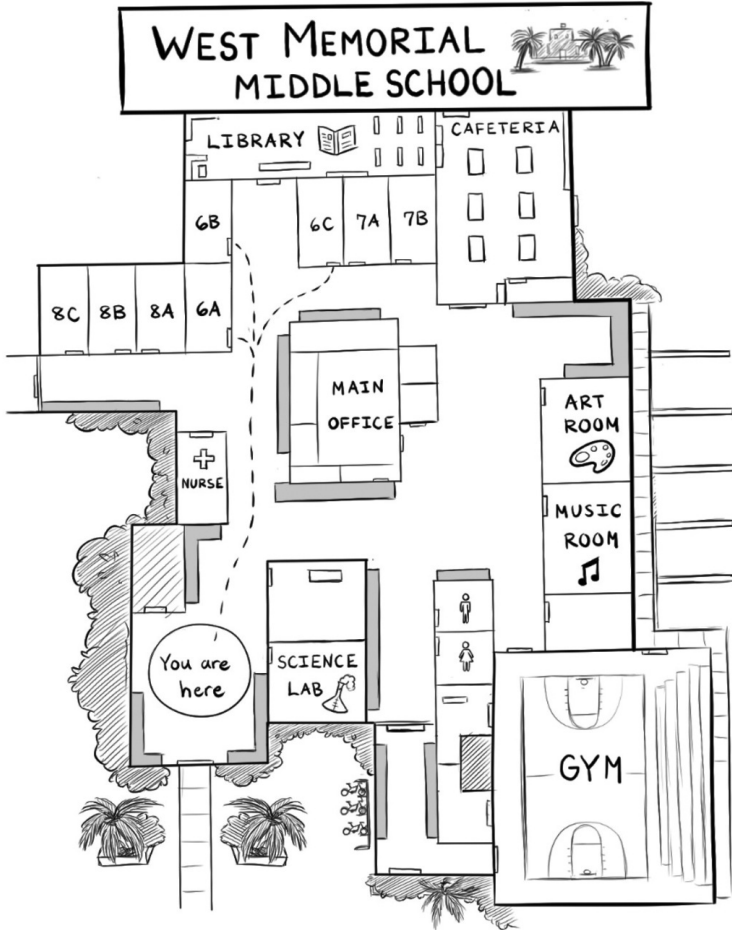 WEST MEMORIAL
MIDDLE SCHOOL
LIBRARY
CAFETERIA
6B
6C
7A
7B
8C
8B
8A
6A
MAIN
OFFICE
ART
ROOM
NURSE
MUSIC
ROOM
You are
here
SCIENCE
LAB
GYM